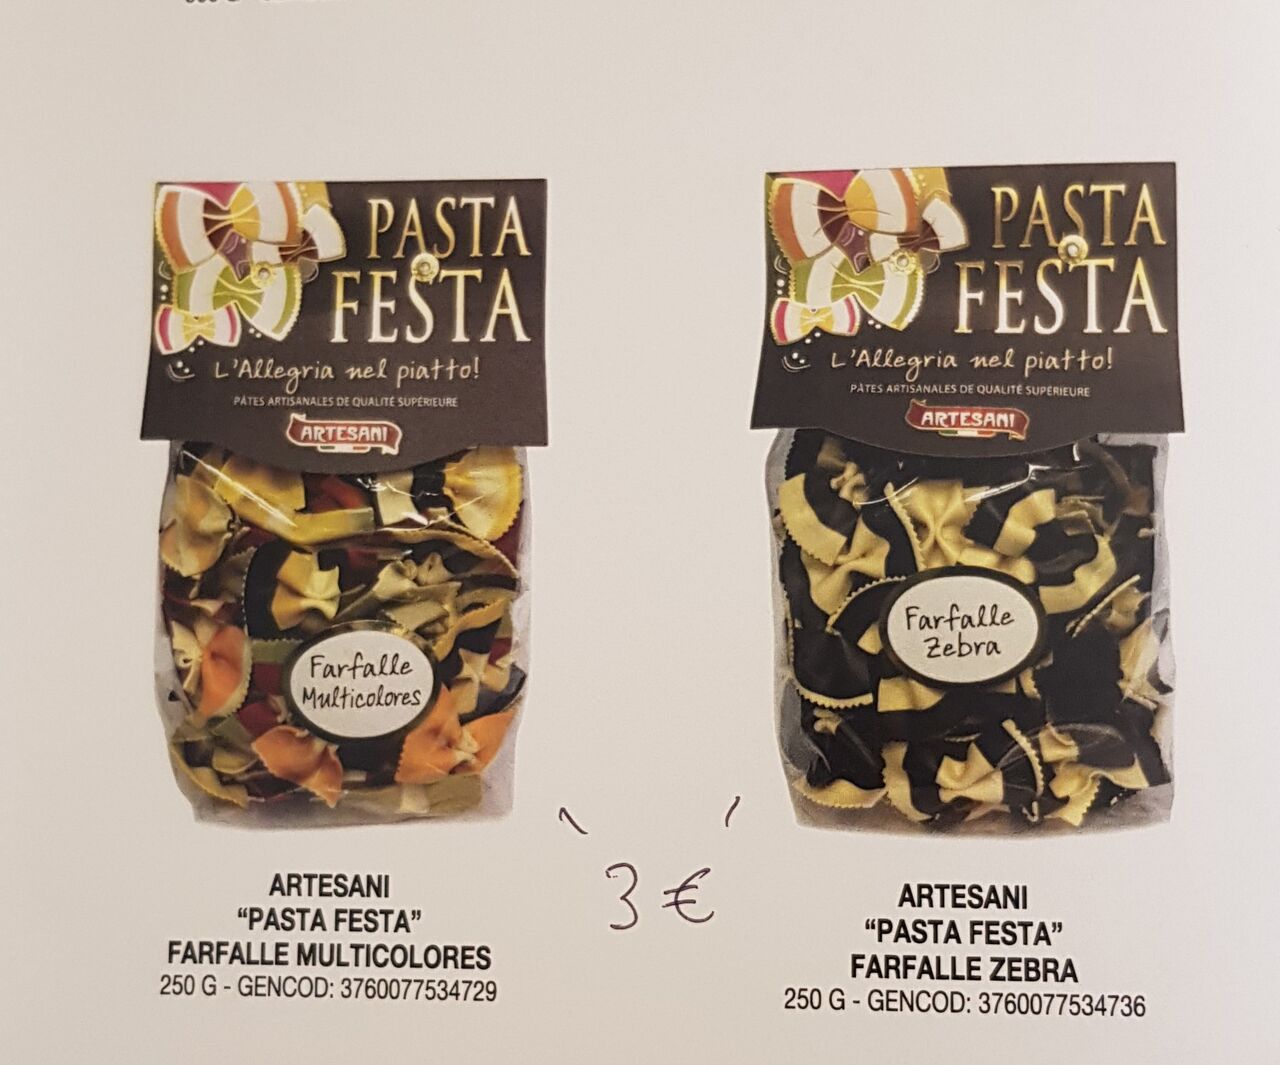 PASTA
FESTA
L'Allegria nel piatto!
PÂTES ARTISANALES DE QUALITÉ SUPÉRIEURE
ARTESANI
Farfalle
Multicolores
PASTA
FESTA
L'Allegria nel piatto!
PÂTES ARTISANALES DE QUALITÉ SUPÉRIEURE
ARTESANI
Farfalle
Zebra
3 €
ARTESANI
“PASTA FESTA”
FARFALLE MULTICOLORES
250 G - GENCOD: 3760077534729
ARTESANI
“PASTA FESTA”
FARFALLE ZEBRA
250 G - GENCOD: 3760077534736